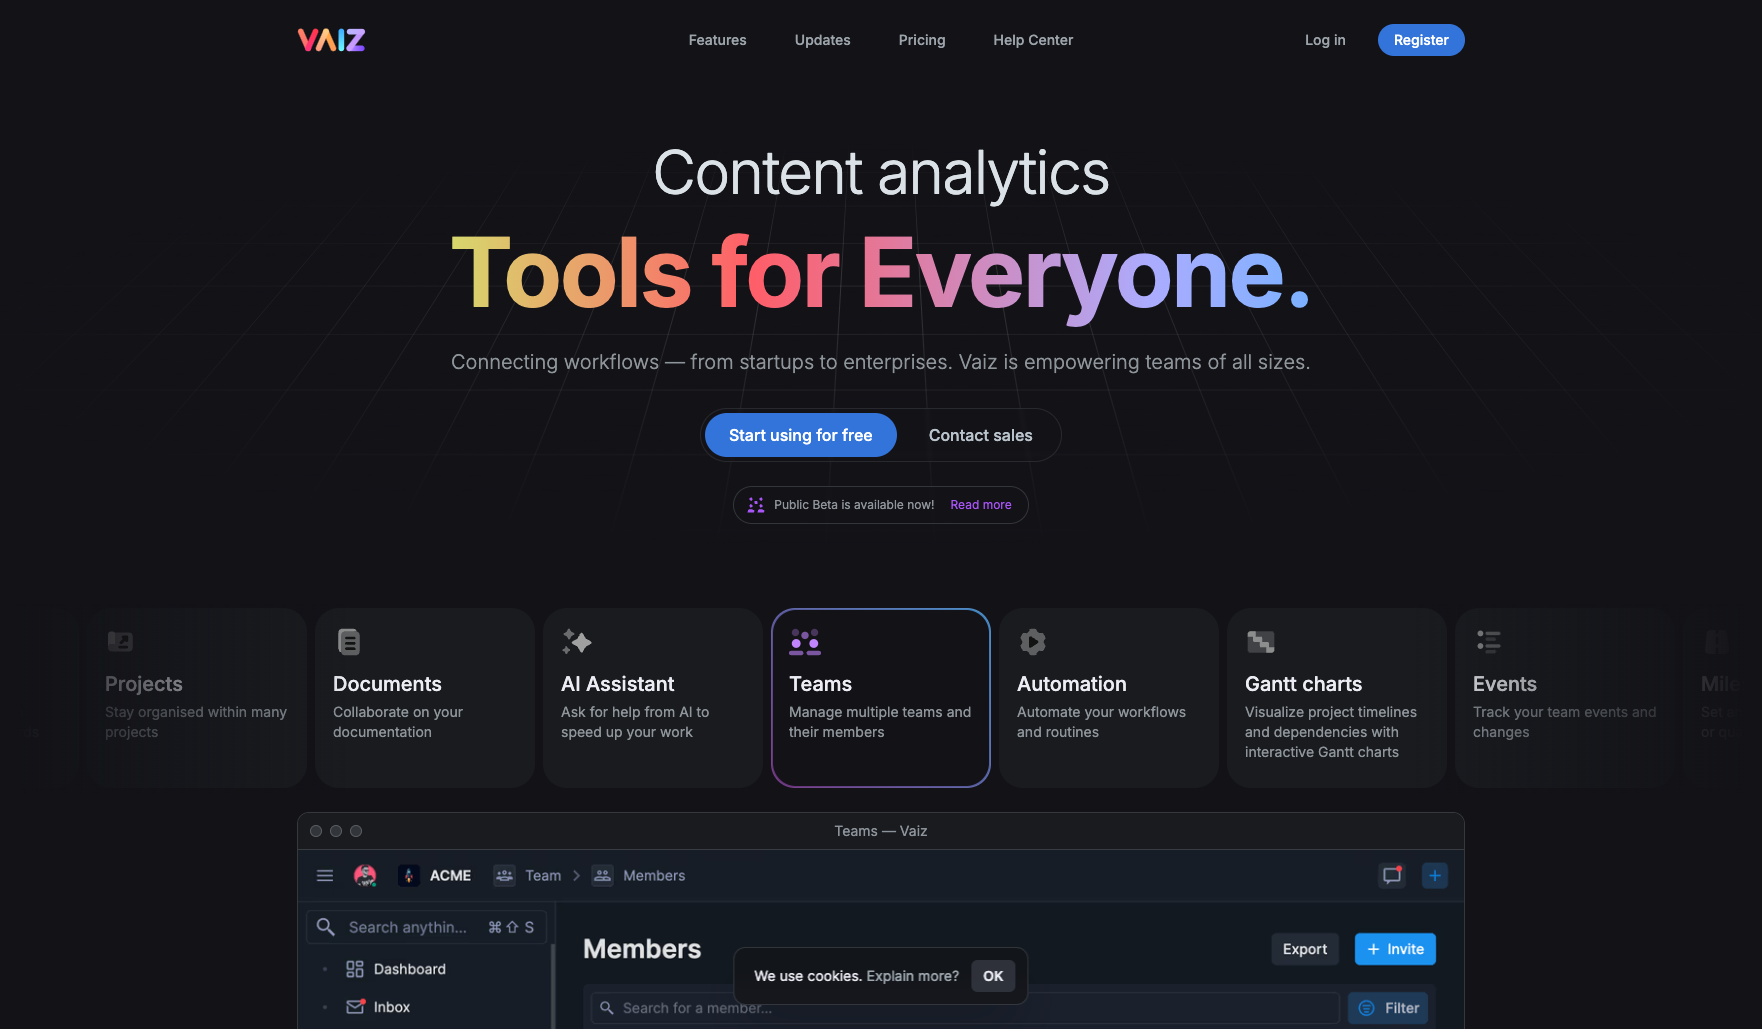 VAIZ
Features
Updates
Pricing
Help Center
Log in
Register
Content analytics
Tools for Everyone.
Connecting workflows — from startups to enterprises. Vaiz is empowering teams of all sizes.
Start using for free
Contact sales
Public Beta is available now! Read more
Projects
Stay organised within many
projects
Documents
Collaborate on your
documentation
AI Assistant
Ask for help from AI to
speed up your work
Teams
Manage multiple teams and
their members
Automation
Automate your workflows
and routines
Gantt charts
Visualize project timelines
and dependencies with
interactive Gantt charts
Events
Track your team events and
changes
Teams — Vaiz
ACME
Team
Members
Search anythin... ⌘⇧ S
Dashboard
Inbox
Members
Export
+ Invite
Search for a member...
Filter
We use cookies. Explain more?
OK